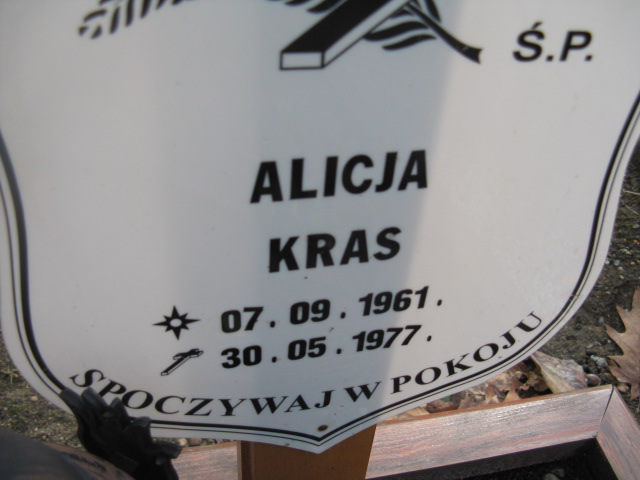 Ś.P.
ALICJA
KRAS
07.09.1961.
30.05.1977.
SPOCZYWAJ W POKOJU